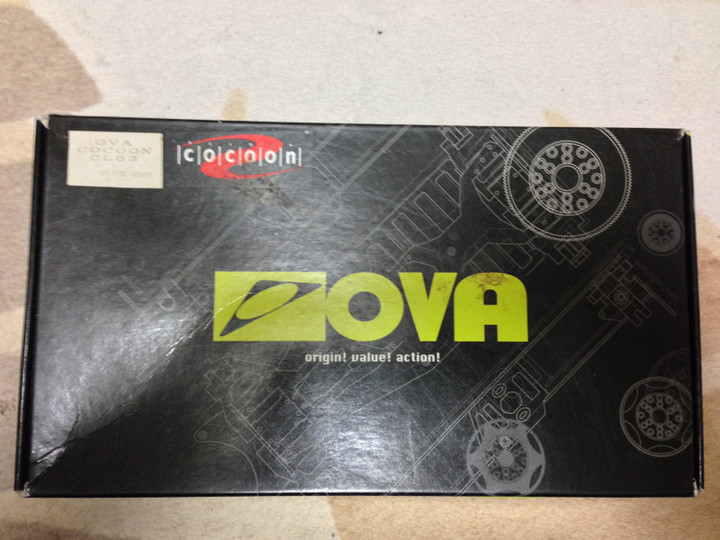 OVA
COCOON
CL03
cocoon
OVA
origin! value! action!